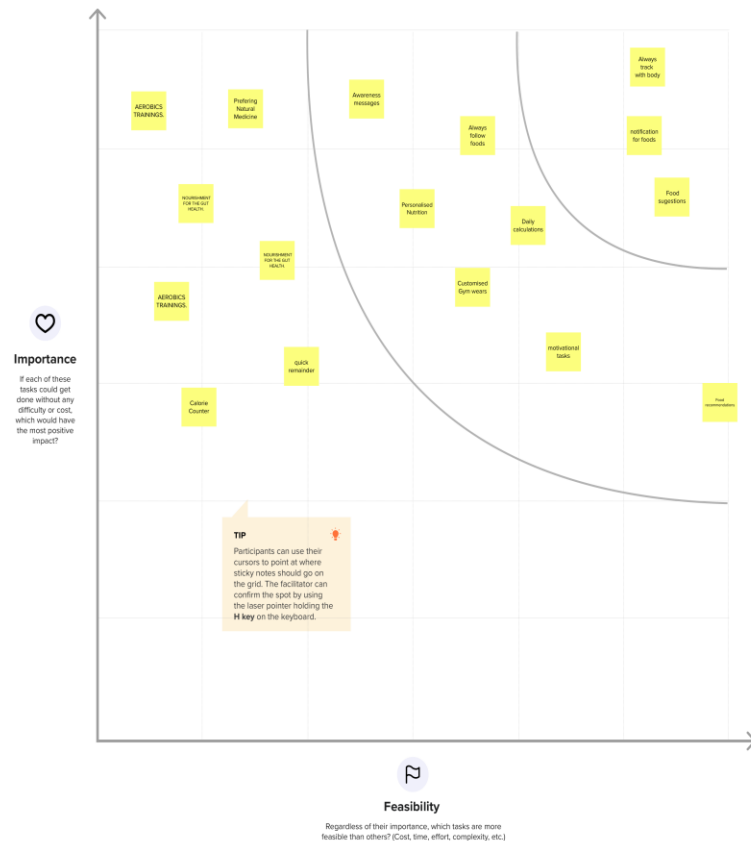 Always
track
with body
AEROBICS
TRAININGS.
Prefering
Natural
Medicine
Awareness
messages
Always
follow
foods
notification
for foods
NOURISHMENT
FOR THE GUT
HEALTH.
Personalised
Nutrition
Daily
calculations
Food
sugestions
NOURISHMENT
FOR THE GUT
HEALTH.
AEROBICS
TRAININGS.
Customised
Gym wears
quick
remainder
motivational
tasks
Calorie
Counter
Food
recommendations
Importance
If each of these
tasks could get
done without any
difficulty or cost,
which would have
the most positive
impact?
TIP
Participants can use their
cursors to point at where
sticky notes should go on
the grid. The facilitator can
confirm the spot by using
the laser pointer holding the
H key on the keyboard.
Feasibility
Regardless of their importance, which tasks are more
feasible than others? (Cost, time, effort, complexity, etc.)